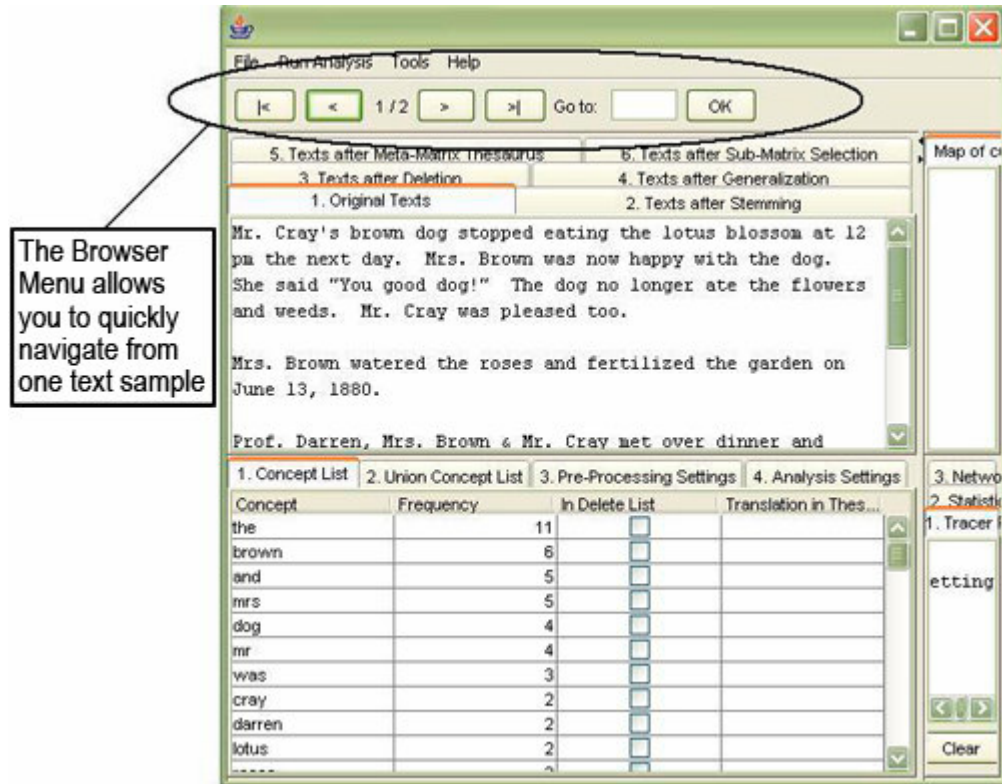 File Run Analysis Tools Help
|< < 1 / 2 > >| Go to: OK
5. Texts after Meta-Matrix Thesaurus 6. Texts after Sub-Matrix Selection
3. Texts after Deletion 4. Texts after Generalization
1. Original Texts 2. Texts after Stemming
Map of
The Browser
Menu allows
you to quickly
navigate from
one text sample
Mr. Cray's brown dog stopped eating the lotus blossom at 12
pm the next day. Mrs. Brown was now happy with the dog.
She said "You good dog!" The dog no longer ate the flowers
and weeds. Mr. Cray was pleased too.
Mrs. Brown watered the roses and fertilized the garden on
June 13, 1880.
Prof. Darren, Mrs. Brown & Mr. Cray met over dinner and
1. Concept List 2. Union Concept List 3. Pre-Processing Settings 4. Analysis Settings
Concept Frequency In Delete List Translation in Thes...
the 11
brown 6
and 5
mrs 5
dog 4
mr 4
was 3
cray 2
darren 2
lotus 2
3. Netwo
2. Statisti
1. Tracer
etting
Clear